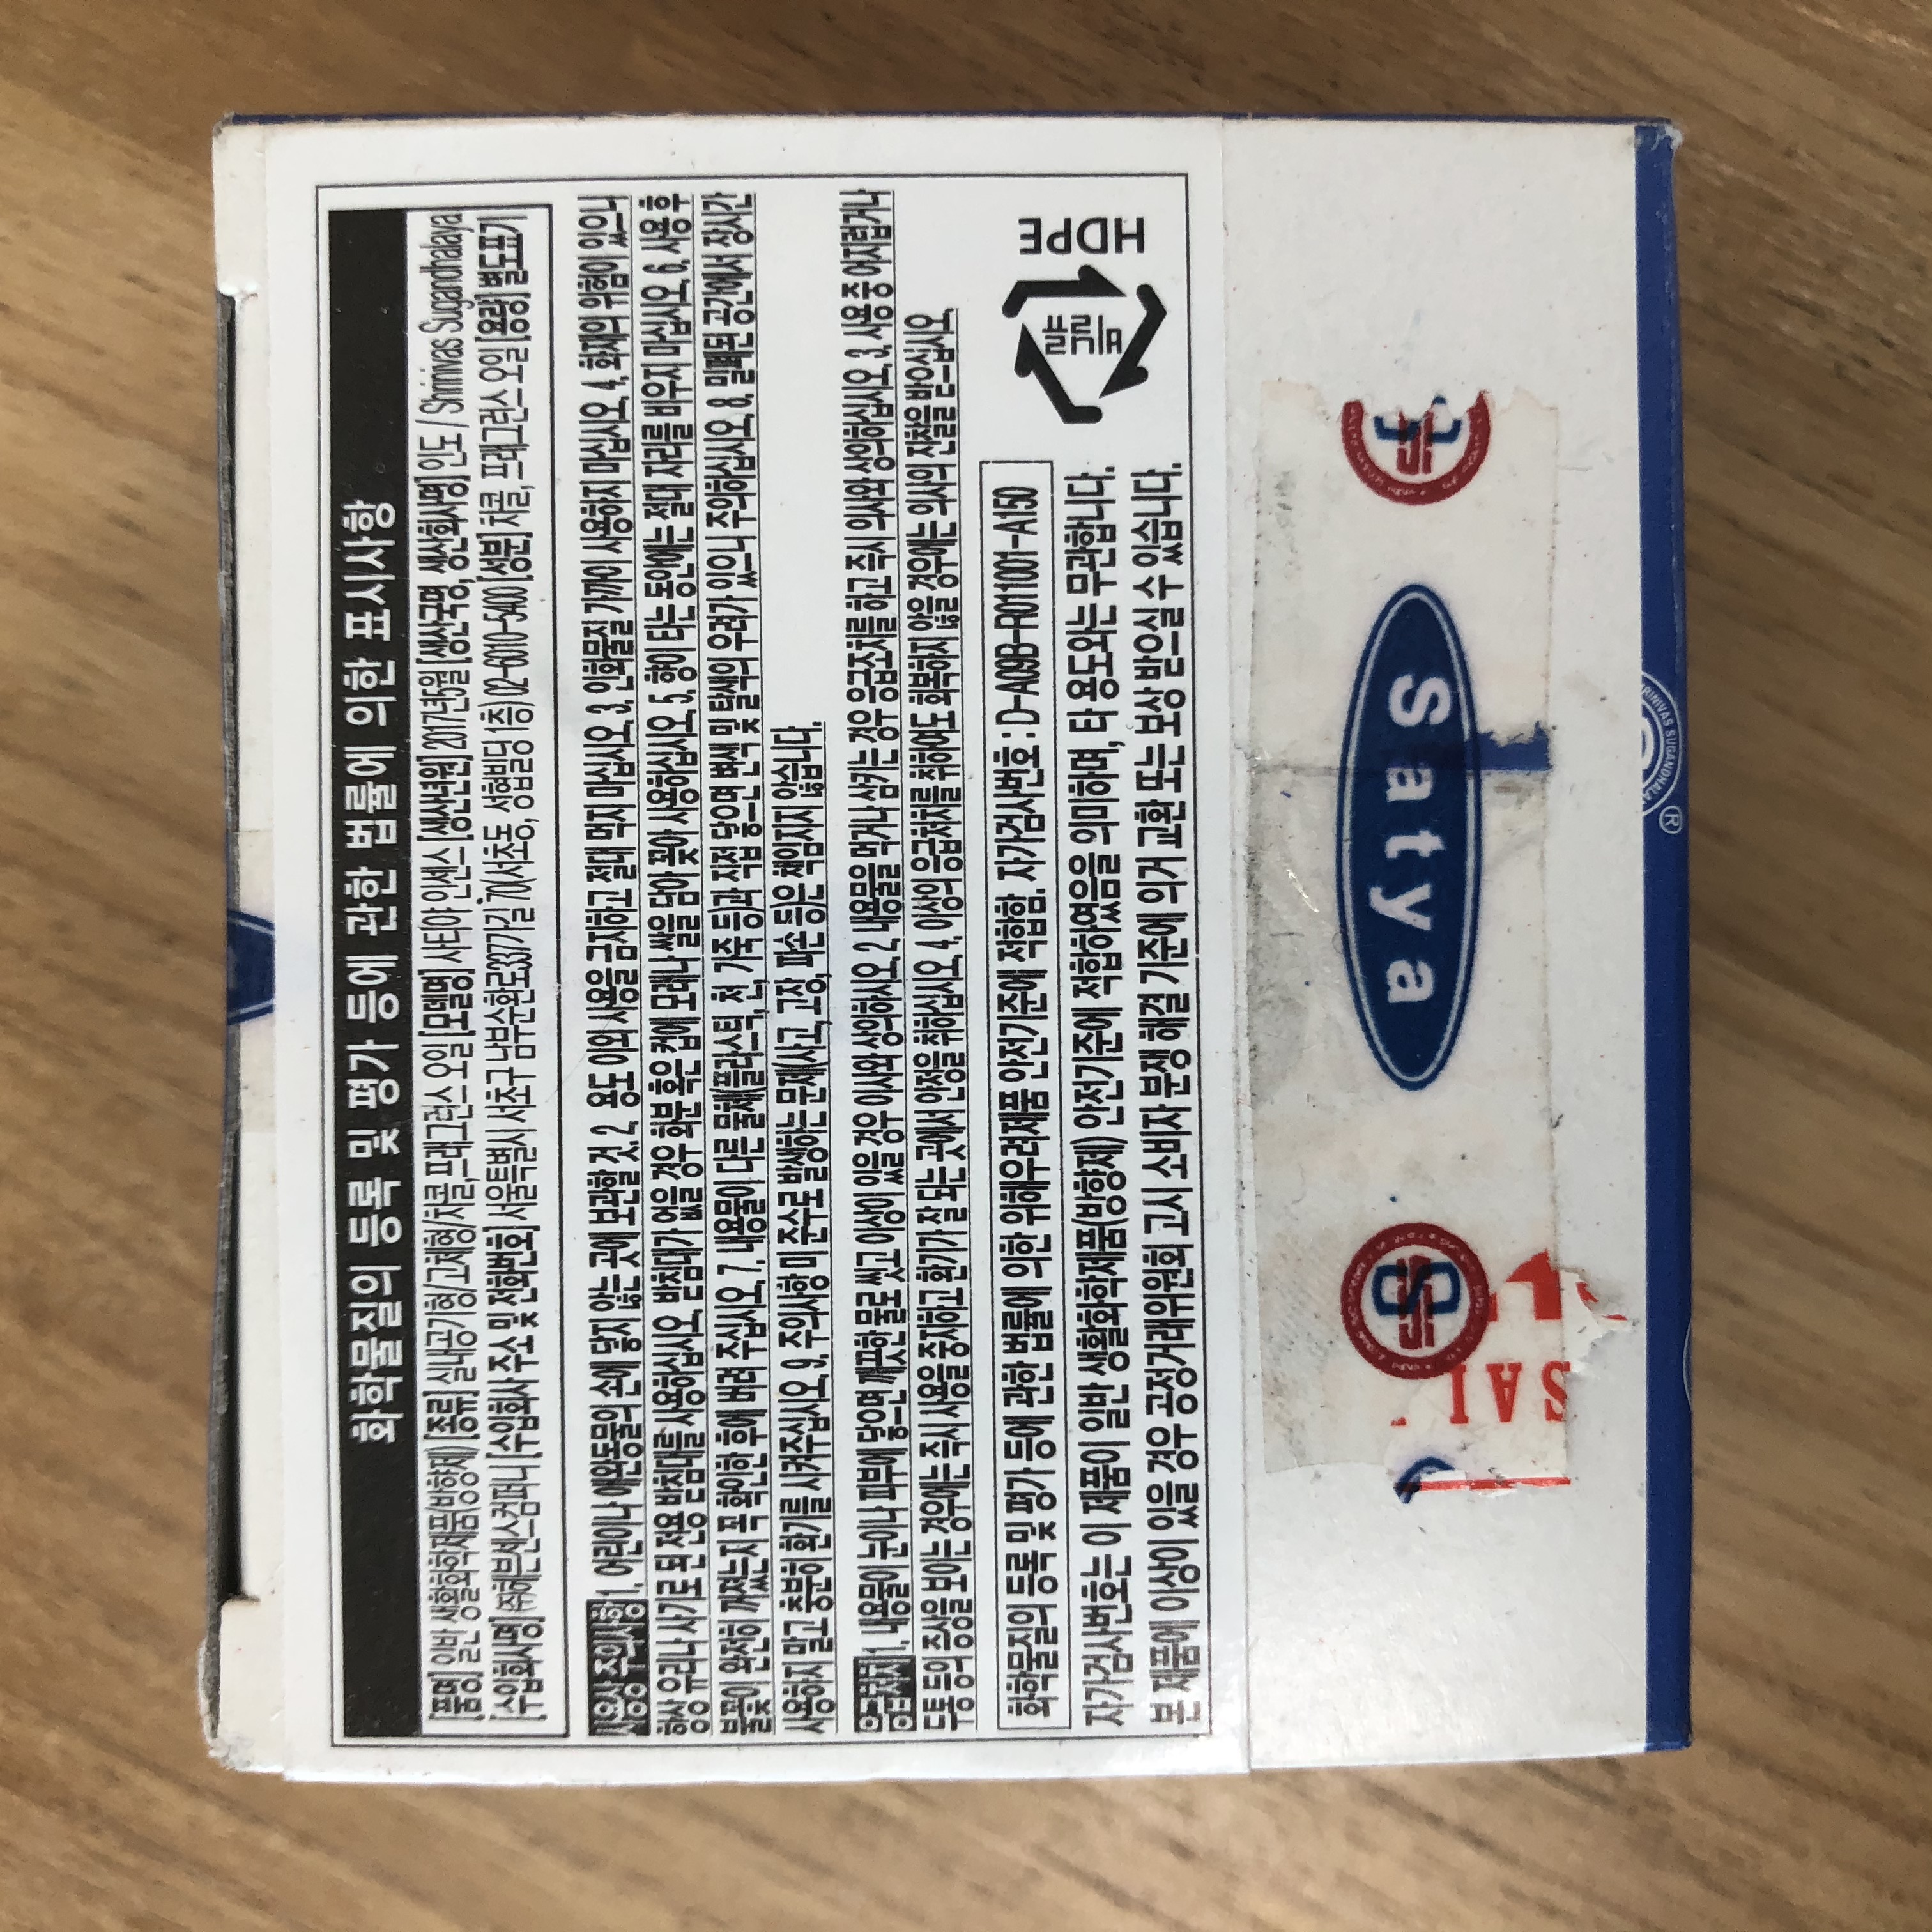 화학물질의 등록 및 평가 등에 관한 법률에 의한 표시사항
[품명] 일반 생활화학제품(방향제) [종류] 실내공기형/고체형/치콜,프래그런스 오일 [모델명] 사티아 인센스 [생산년월] 2017년5월 [생산국명, 생산회사명] 인도 / Shrinivas Sugandhalaya
[수입회사명] ㈜헤븐센스컴퍼니 [수입회사 주소 및 전화번호] 서울특별시 서초구 남부순환로337가길 70(서초동, 성현빌딩 1층) 02-6010-5400 [성분] 치콜, 프래그런스 오일 [용량] 별도표기
사용상 주의사항 1. 어린이나 애완동물의 손에 닿지 않는 곳에 보관할 것. 2. 용도 이외 사용을 금지하고 절대 먹지 마십시오. 3. 인화물질 가까이 사용하지 마십시오. 4. 화재의 위험이 있으니
항상 유리나 사기로 된 전용 받침대를 사용하십시오. 받침대가 없을 경우 화분 혹은 컵에 모래나 쌀을 담아 꽂아 사용하십시오. 5. 향이 타는 동안에는 절대 자리를 비우지 마십시오. 6. 사용 후
불꽃이 완전히 꺼졌는지 꼭 확인한 후에 버려 주십시오. 7. 내용물이 다른 물체(플라스틱, 천, 가죽 등)과 직접 닿으면 변색 및 탈색의 우려가 있으니 주의하십시오. 8. 밀폐된 공간에서 장시간
사용하지 말고 충분히 환기를 시켜주십시오. 9. 주의사항 미 준수로 발생하는 문제(사고, 고장, 파손 등)은 책임지지 않습니다.
응급처치 1. 내용물이 눈이나 피부에 닿으면 깨끗한 물로 씻고 이상이 있을 경우 의사와 상의하시오. 2. 내용물을 먹거나 삼키는 경우 응급조치를 하고 즉시 의사와 상의하십시오. 3. 사용 중 어지럽거나
두통 등의 증상을 보이는 경우에는 즉시 사용을 중지하고 환기가 잘 되는 곳에서 안정을 취하십시오. 4. 이상의 응급처치를 취하여도 회복하지 않을 경우에는 의사의 진찰을 받으십시오.
화학물질의 등록 및 평가 등에 관한 법률에 의한 위해우려제품 안전기준에 적합함. 자가검사번호 : D-A09B-R011001-A150
자가검사번호는 이 제품이 일반 생활화학제품(방향제) 안전기준에 적합하였음을 의미하며, 타 용도와는 무관합니다.
본 제품에 이상이 있을 경우 공정거래위원회 고시 소비자 분쟁 해결 기준에 의거 교환 또는 보상 받으실 수 있습니다.
비닐류
HDPE
Satya
SAI